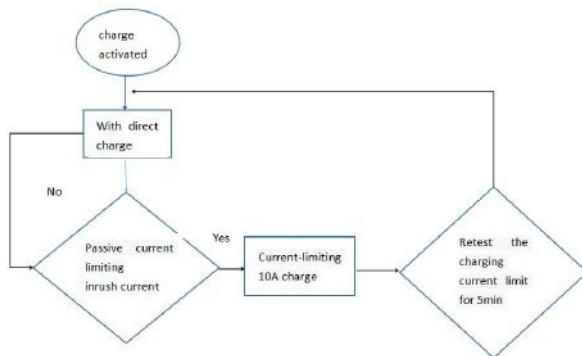 charge
activated
With direct
charge
No
Passive current
limiting
inrush current
Yes
Current-limiting
10A charge
Retest the
charging
current limit
for 5min